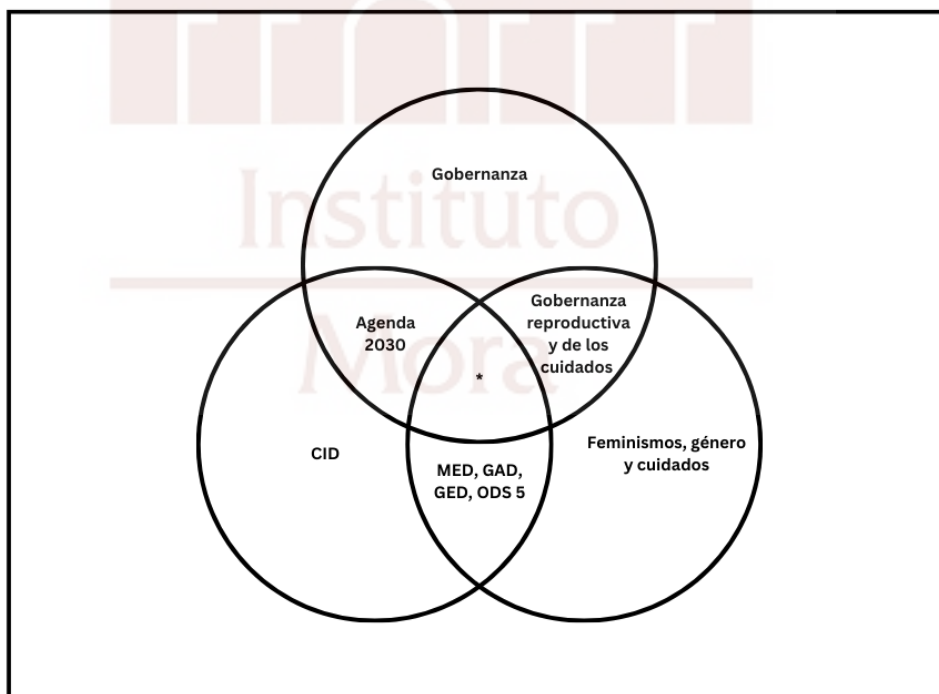 Gobernanza
Instituto
Mora
Agenda
2030
Gobernanza
reproductiva
y de los
cuidados
*
CID
MED, GAD,
GED, ODS 5
Feminismos, género
y cuidados